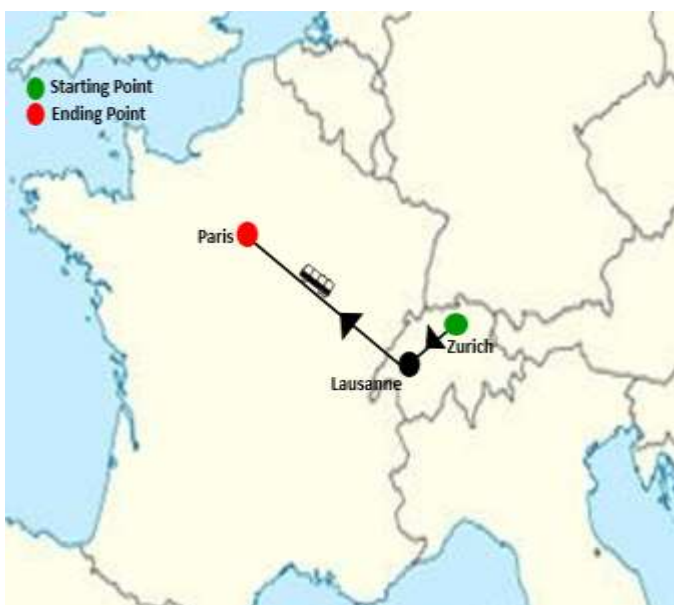 Starting Point
Ending Point
Paris
Zurich
Lausanne